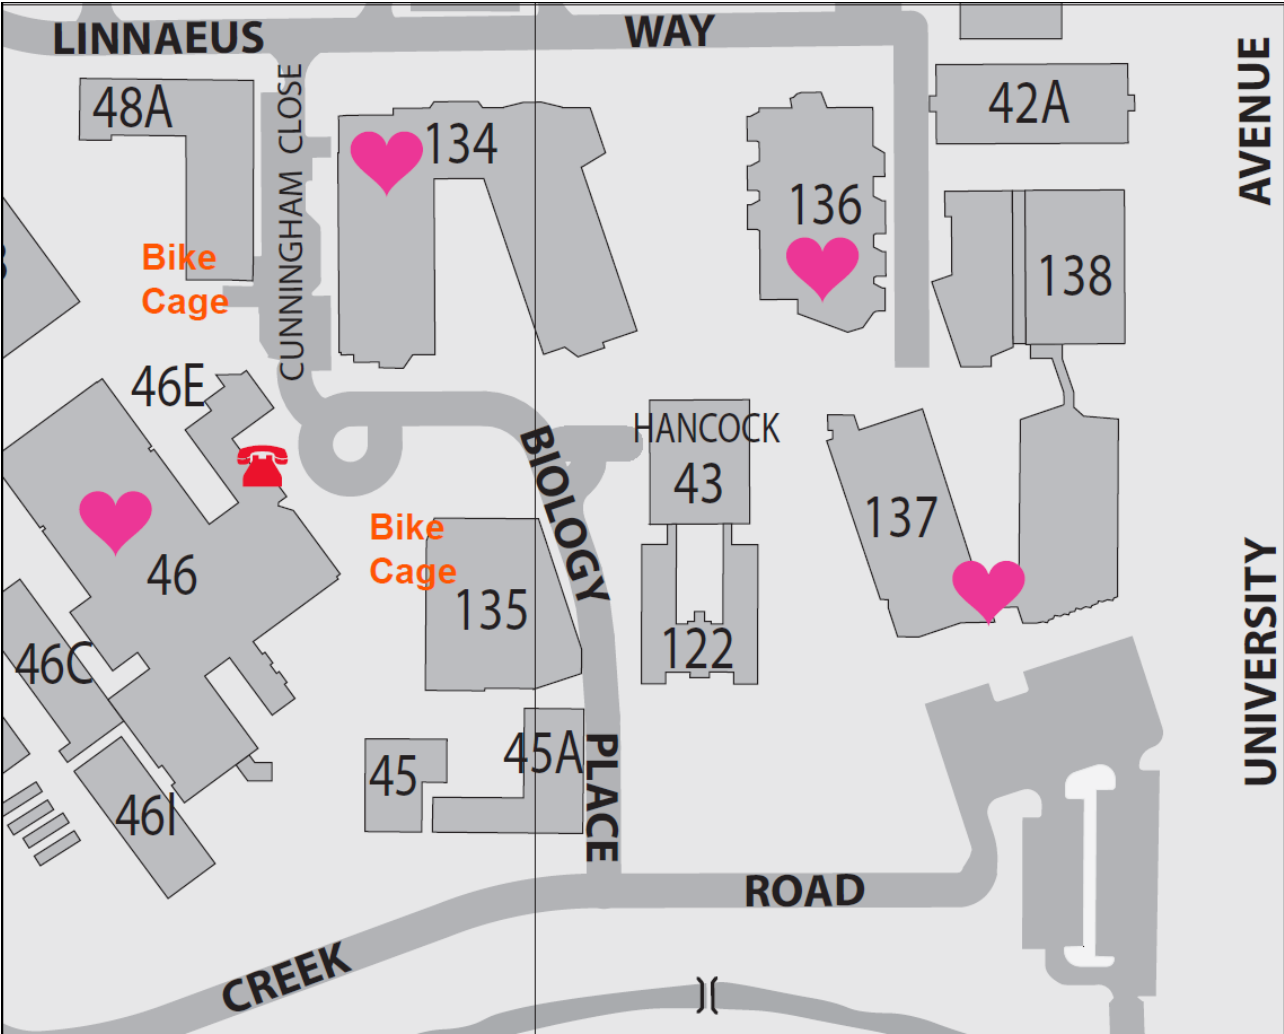 LINNAEUS WAY
AVENUE
48A
CUNNINGHAM CLOSE
134
136
42A
138
Bike
Cage
46E
HANCOCK
43
BIOLOGY
PLACE
137
Bike
Cage
46
135
122
46C
45
45A
46I
UNIVERSITY
CREEK
ROAD